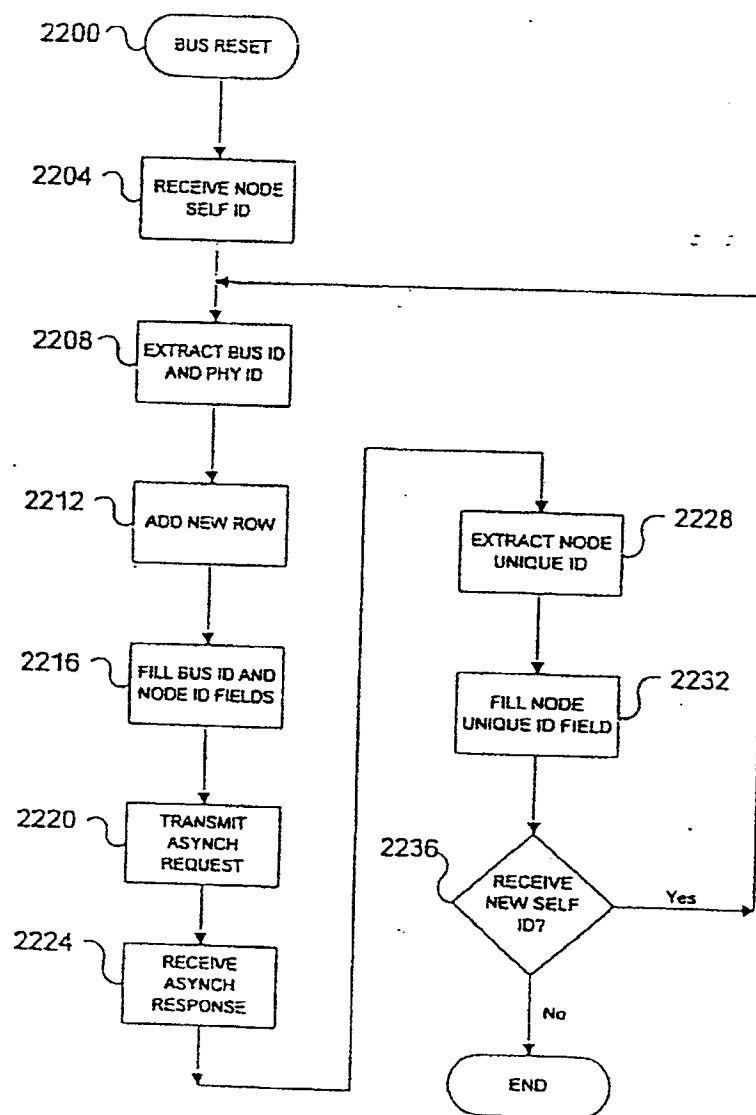 2200
BUS RESET
2204
RECEIVE NODE
SELF ID
2208
EXTRACT BUS ID
AND PHY ID
2212
ADD NEW ROW
2216
FILL BUS ID AND
NODE ID FIELDS
2220
TRANSMIT
ASYNCH
REQUEST
2224
RECEIVE
ASYNCH
RESPONSE
2228
EXTRACT NODE
UNIQUE ID
2232
FILL NODE
UNIQUE ID FIELD
2236
RECEIVE
NEW SELF
ID?
Yes
No
END